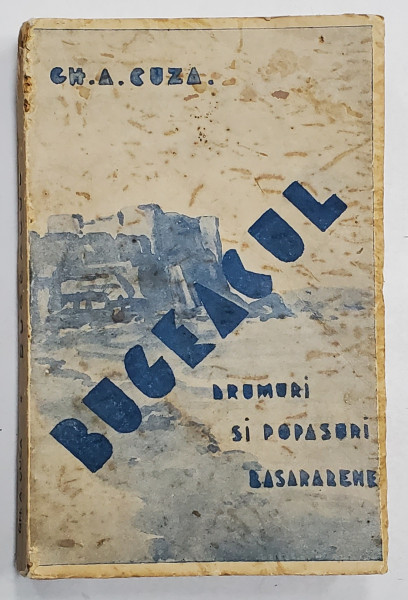 GH. A. CUZA.
BUGEACUL
DRUMURI
SI POPASURI
BASARABENE